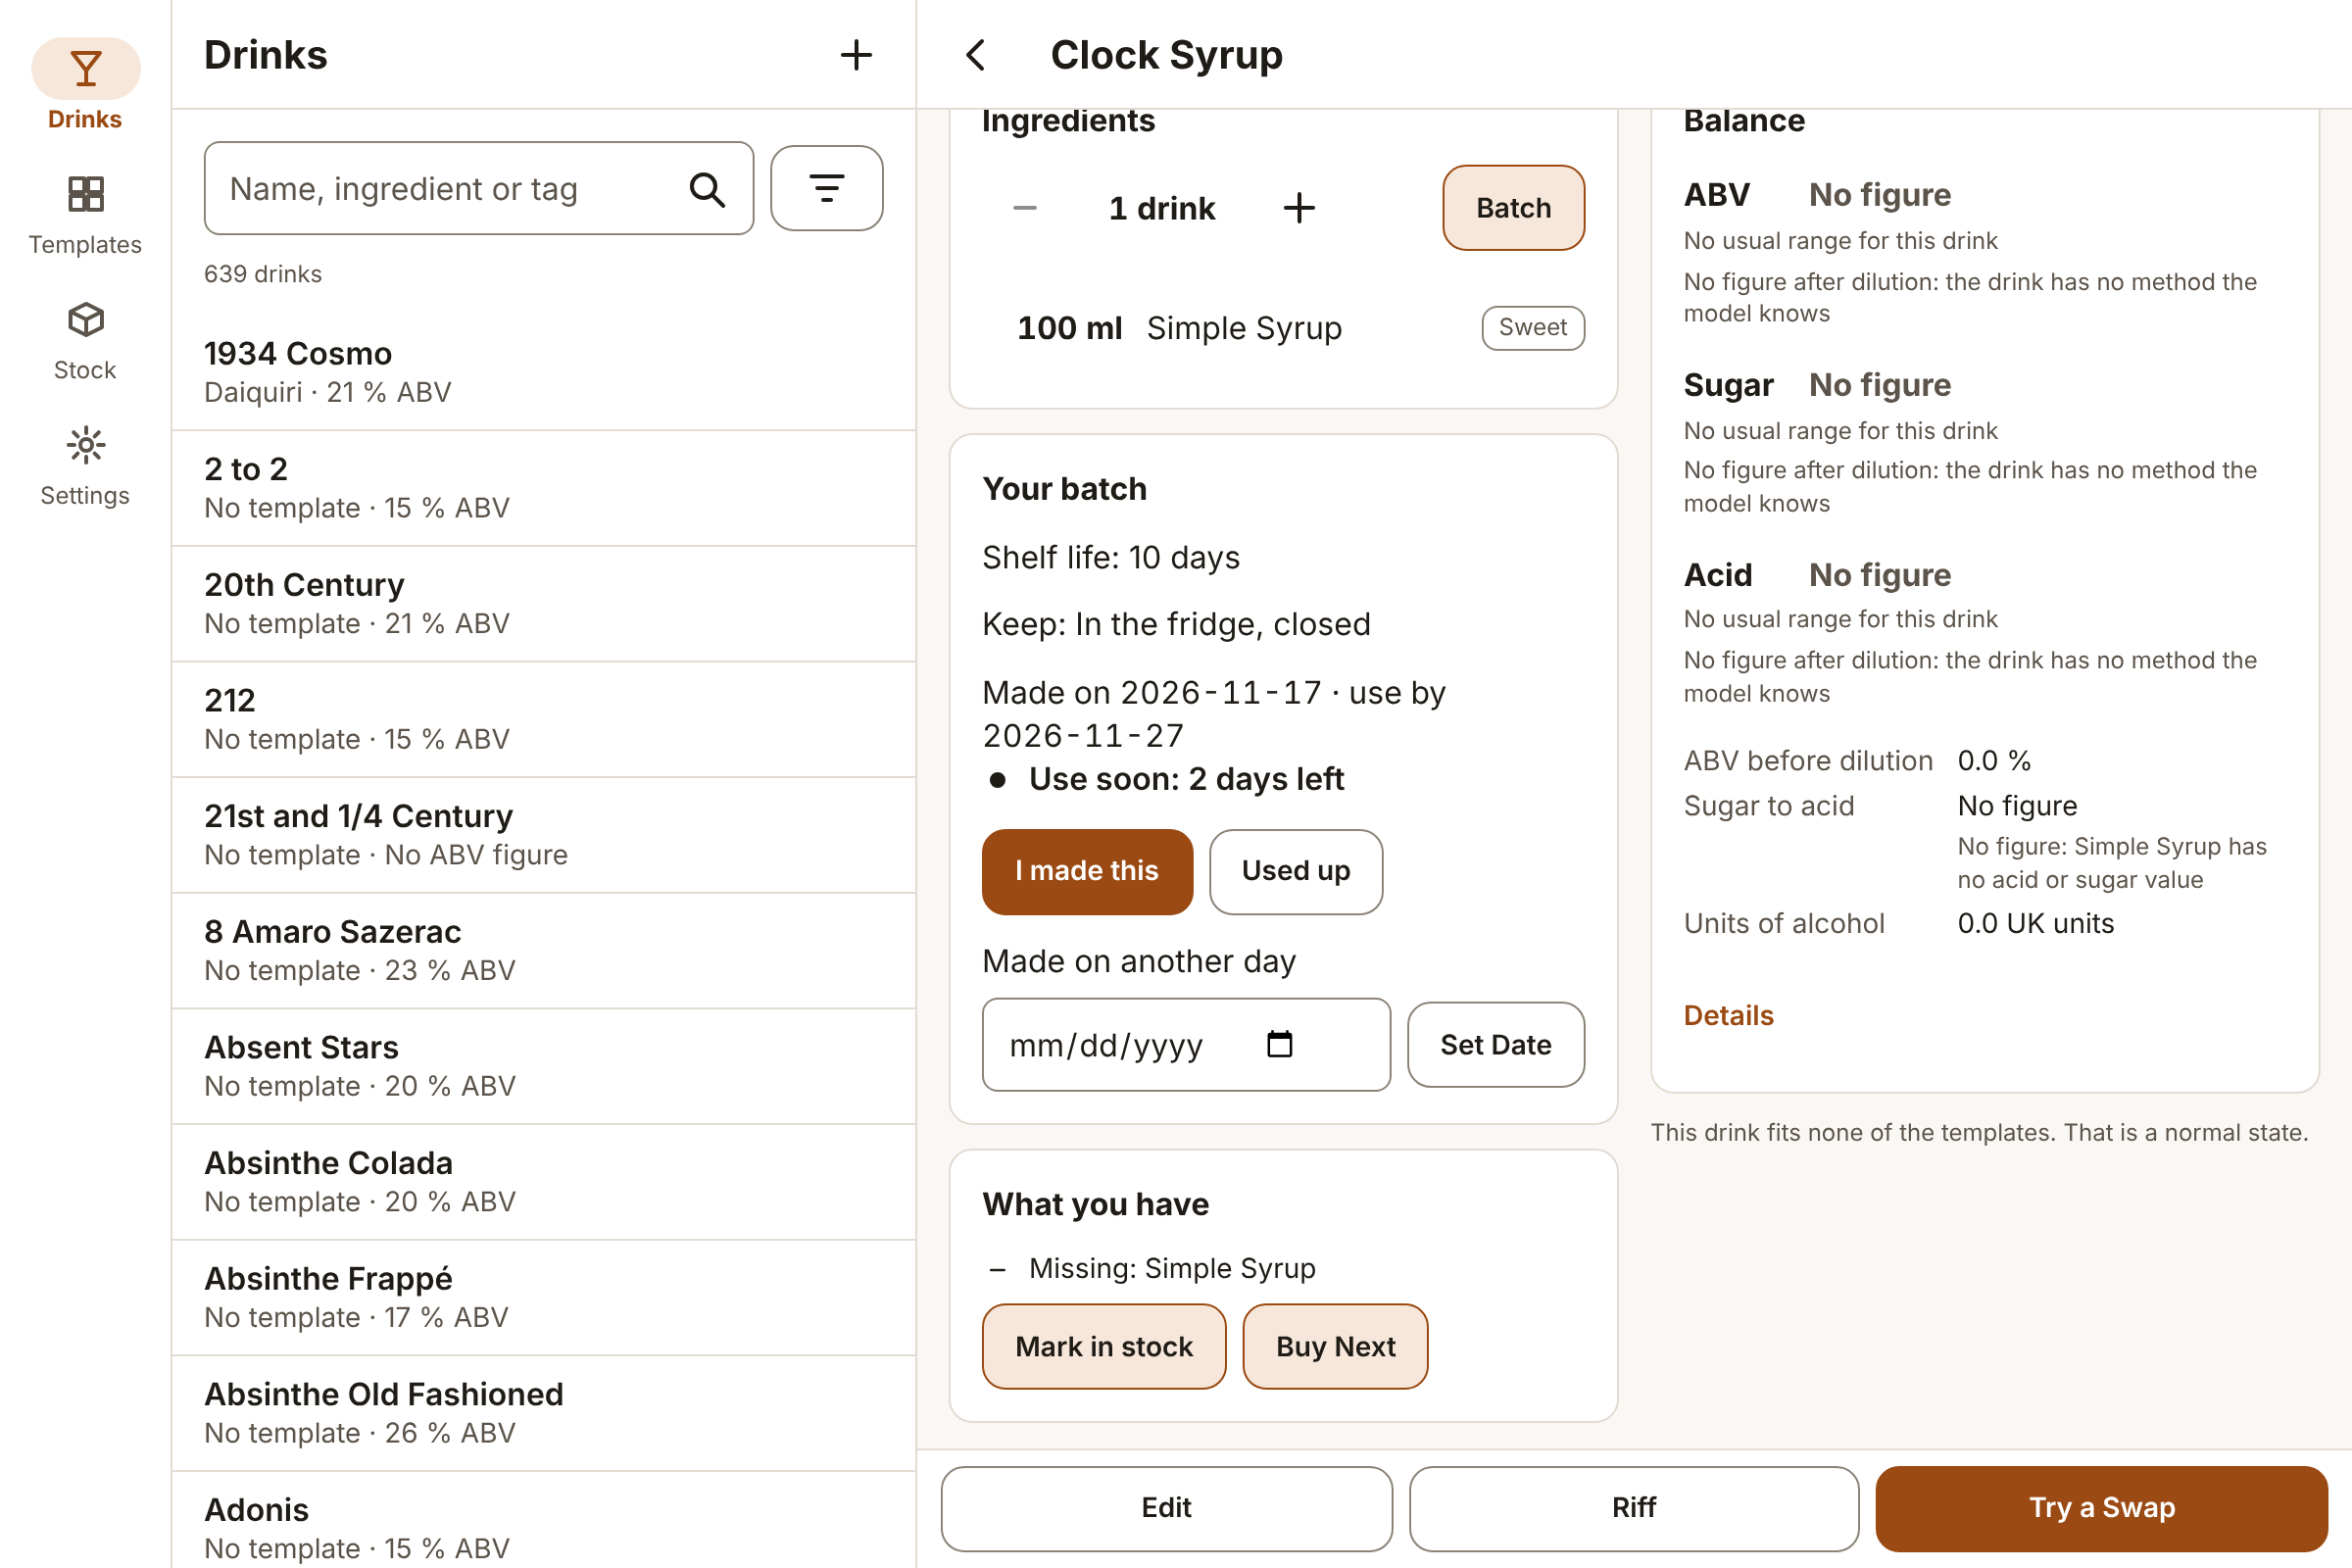 Drinks
Templates
Stock
Settings
Drinks
Name, ingredient or tag
639 drinks
1934 Cosmo
Daiquiri · 21 % ABV
2 to 2
No template · 15 % ABV
20th Century
No template · 21 % ABV
212
No template · 15 % ABV
21st and 1/4 Century
No template · No ABV figure
8 Amaro Sazerac
No template · 23 % ABV
Absent Stars
No template · 20 % ABV
Absinthe Colada
No template · 20 % ABV
Absinthe Frappé
No template · 17 % ABV
Absinthe Old Fashioned
No template · 26 % ABV
Adonis
No template · 15 % ABV
Clock Syrup
Ingredients
1 drink
Batch
100 ml Simple Syrup
Sweet
Your batch
Shelf life: 10 days
Keep: In the fridge, closed
Made on 2026-11-17 · use by
2026-11-27
Use soon: 2 days left
I made this
Used up
Made on another day
mm/dd/yyyy
Set Date
What you have
– Missing: Simple Syrup
Mark in stock
Buy Next
Balance
ABV No figure
No usual range for this drink
No figure after dilution: the drink has no method the
model knows
Sugar No figure
No usual range for this drink
No figure after dilution: the drink has no method the
model knows
Acid No figure
No usual range for this drink
No figure after dilution: the drink has no method the
model knows
ABV before dilution 0.0 %
Sugar to acid No figure
No figure: Simple Syrup has
no acid or sugar value
Units of alcohol 0.0 UK units
Details
This drink fits none of the templates. That is a normal state.
Edit
Riff
Try a Swap